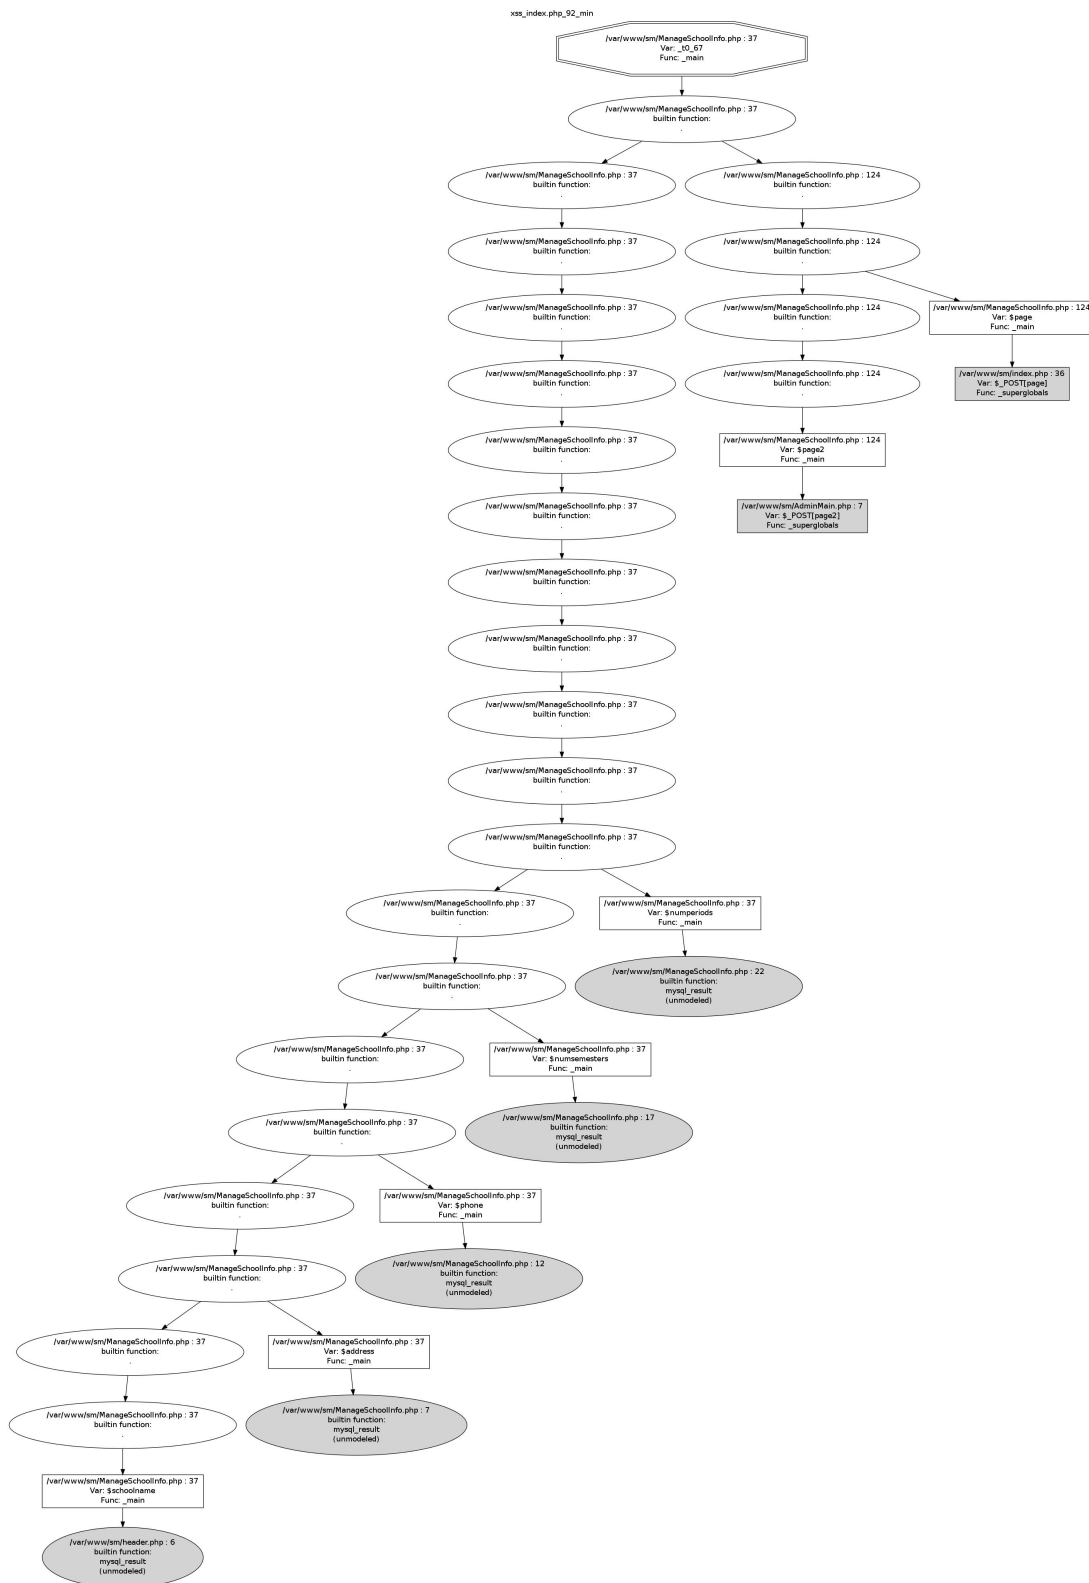 xss_index.php_92_min
/var/www/sm/ManageSchoolInfo.php : 37
Var: _t0_67
Func: _main
/var/www/sm/ManageSchoolInfo.php : 37
builtin function:
.
/var/www/sm/ManageSchoolInfo.php : 37
builtin function:
.
/var/www/sm/ManageSchoolInfo.php : 124
builtin function:
.
/var/www/sm/ManageSchoolInfo.php : 37
builtin function:
.
/var/www/sm/ManageSchoolInfo.php : 124
builtin function:
.
/var/www/sm/ManageSchoolInfo.php : 37
builtin function:
.
/var/www/sm/ManageSchoolInfo.php : 124
builtin function:
.
/var/www/sm/ManageSchoolInfo.php : 124
Var: $page
Func: _main
/var/www/sm/ManageSchoolInfo.php : 37
builtin function:
.
/var/www/sm/ManageSchoolInfo.php : 124
builtin function:
.
/var/www/sm/index.php : 36
Var: $_POST[page]
Func: _superglobals
/var/www/sm/ManageSchoolInfo.php : 37
builtin function:
.
/var/www/sm/ManageSchoolInfo.php : 124
Var: $page2
Func: _main
/var/www/sm/ManageSchoolInfo.php : 37
builtin function:
.
/var/www/sm/AdminMain.php : 7
Var: $_POST[page2]
Func: _superglobals
/var/www/sm/ManageSchoolInfo.php : 37
builtin function:
.
/var/www/sm/ManageSchoolInfo.php : 37
builtin function:
.
/var/www/sm/ManageSchoolInfo.php : 37
builtin function:
.
/var/www/sm/ManageSchoolInfo.php : 37
builtin function:
.
/var/www/sm/ManageSchoolInfo.php : 37
builtin function:
.
/var/www/sm/ManageSchoolInfo.php : 37
builtin function:
.
/var/www/sm/ManageSchoolInfo.php : 37
Var: $numperiods
Func: _main
/var/www/sm/ManageSchoolInfo.php : 37
builtin function:
.
/var/www/sm/ManageSchoolInfo.php : 22
builtin function:
mysql_result
(unmodeled)
/var/www/sm/ManageSchoolInfo.php : 37
builtin function:
.
/var/www/sm/ManageSchoolInfo.php : 37
Var: $numsemesters
Func: _main
/var/www/sm/ManageSchoolInfo.php : 37
builtin function:
.
/var/www/sm/ManageSchoolInfo.php : 17
builtin function:
mysql_result
(unmodeled)
/var/www/sm/ManageSchoolInfo.php : 37
builtin function:
.
/var/www/sm/ManageSchoolInfo.php : 37
Var: $phone
Func: _main
/var/www/sm/ManageSchoolInfo.php : 37
builtin function:
.
/var/www/sm/ManageSchoolInfo.php : 12
builtin function:
mysql_result
(unmodeled)
/var/www/sm/ManageSchoolInfo.php : 37
builtin function:
.
/var/www/sm/ManageSchoolInfo.php : 37
Var: $address
Func: _main
/var/www/sm/ManageSchoolInfo.php : 37
builtin function:
.
/var/www/sm/ManageSchoolInfo.php : 7
builtin function:
mysql_result
(unmodeled)
/var/www/sm/ManageSchoolInfo.php : 37
Var: $schoolname
Func: _main
/var/www/sm/header.php : 6
builtin function:
mysql_result
(unmodeled)